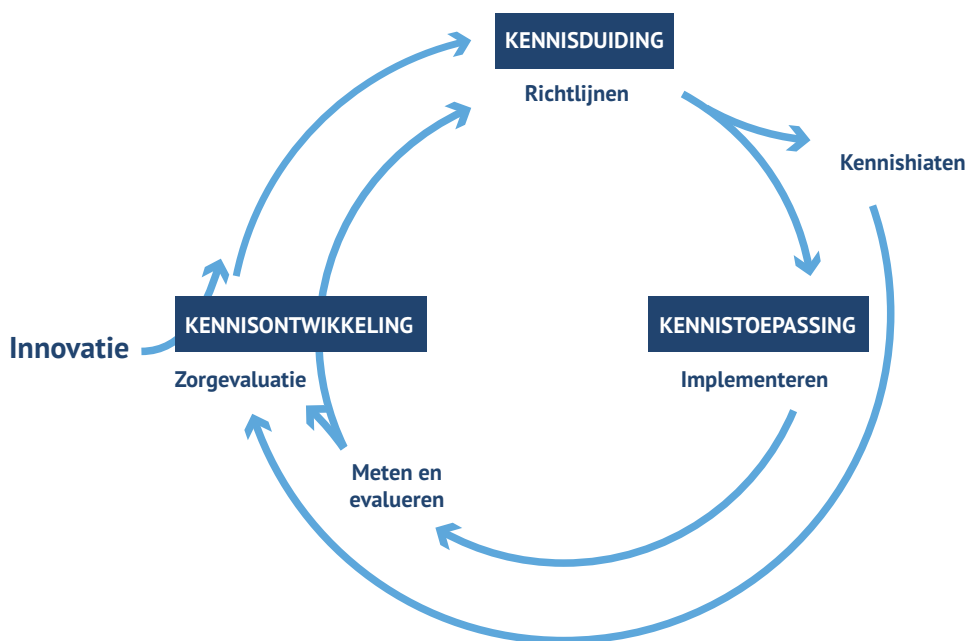 KENNISDUIDING
Richtlijnen
Kennishiaten
KENNISONTWIKKELING
KENNISTOEPASSING
Innovatie
Zorgevaluatie
Implementeren
Meten en
evalueren